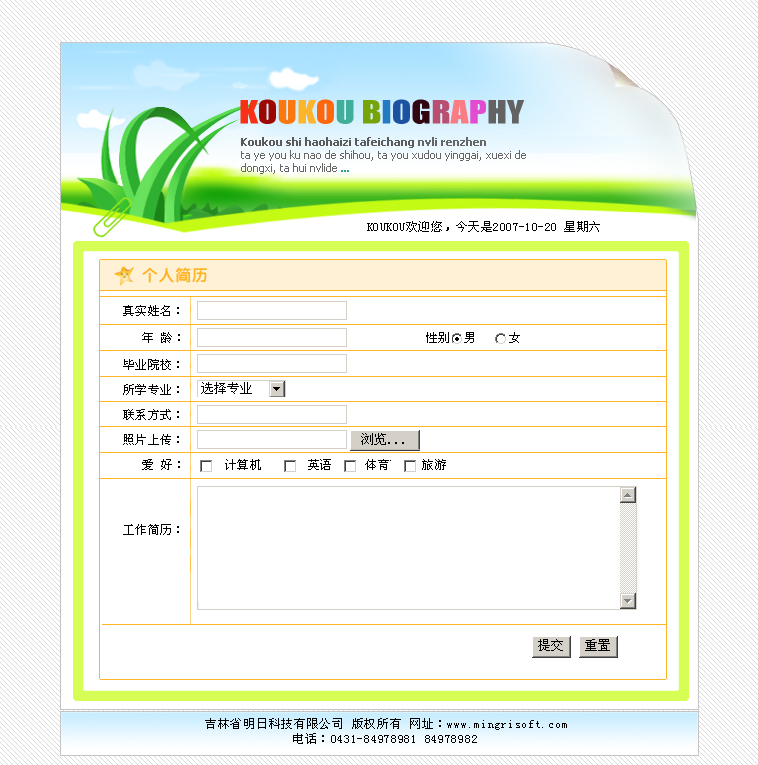 KOUKOU BIOGRAPHY
Koukou shi haohaizi tafeichang nvli renzhen
ta ye you ku nao de shihou, ta you xudou yinggai, xuexi de
dongxi, ta hui nvlide ...
KOUKOU欢迎您，今天是2007-10-20 星期六
个人简历
真实姓名：
年 龄： 性别 男 女
毕业院校：
所学专业： 选择专业
联系方式：
照片上传： 浏览...
爱 好： 计算机 英语 体育 旅游
工作简历：
提交 重置
吉林省明日科技有限公司 版权所有 网址：www.mingrisoft.com
电话：0431-84978981 84978982